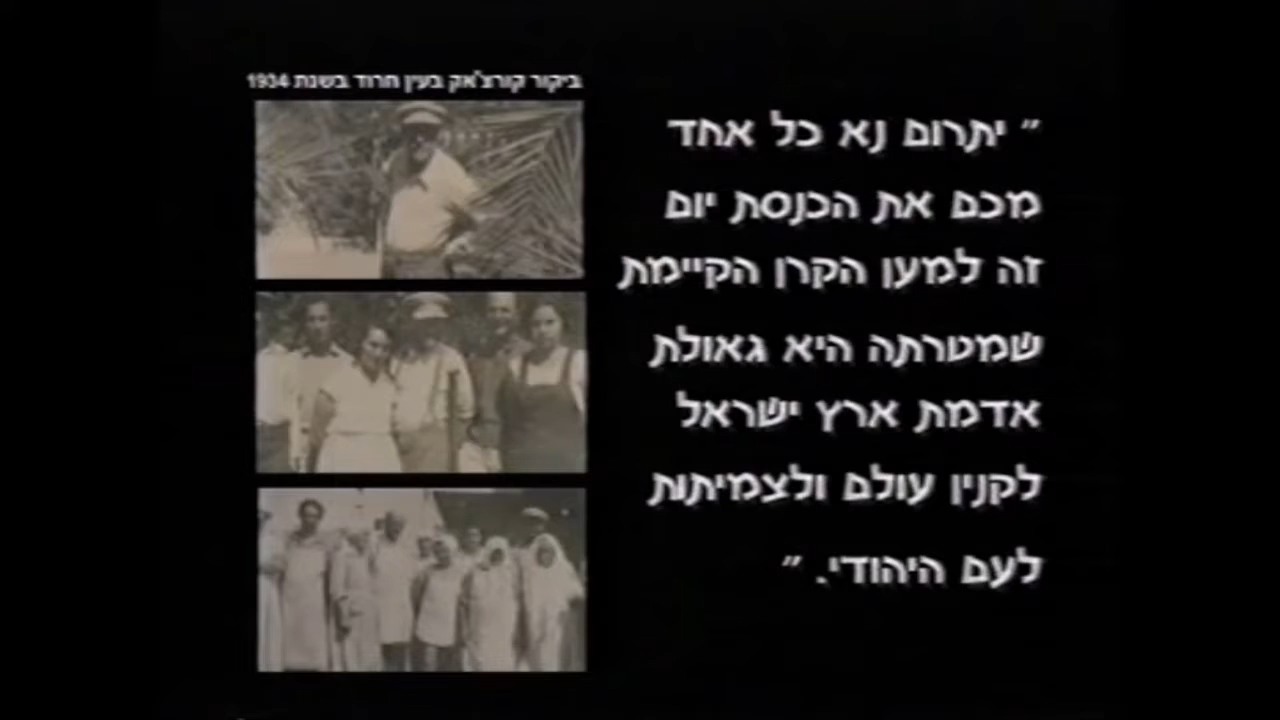 ביקור קורצ'אק בעין חרוד בשנת 1934
" יתרום נא כל אחד
מכם את הכנסת יום
זה למען הקרן הקיימת
שמטרתה היא גאולת
אדמת ארץ ישראל
לקנין עולם ולצמיתות
לעם היהודי. "